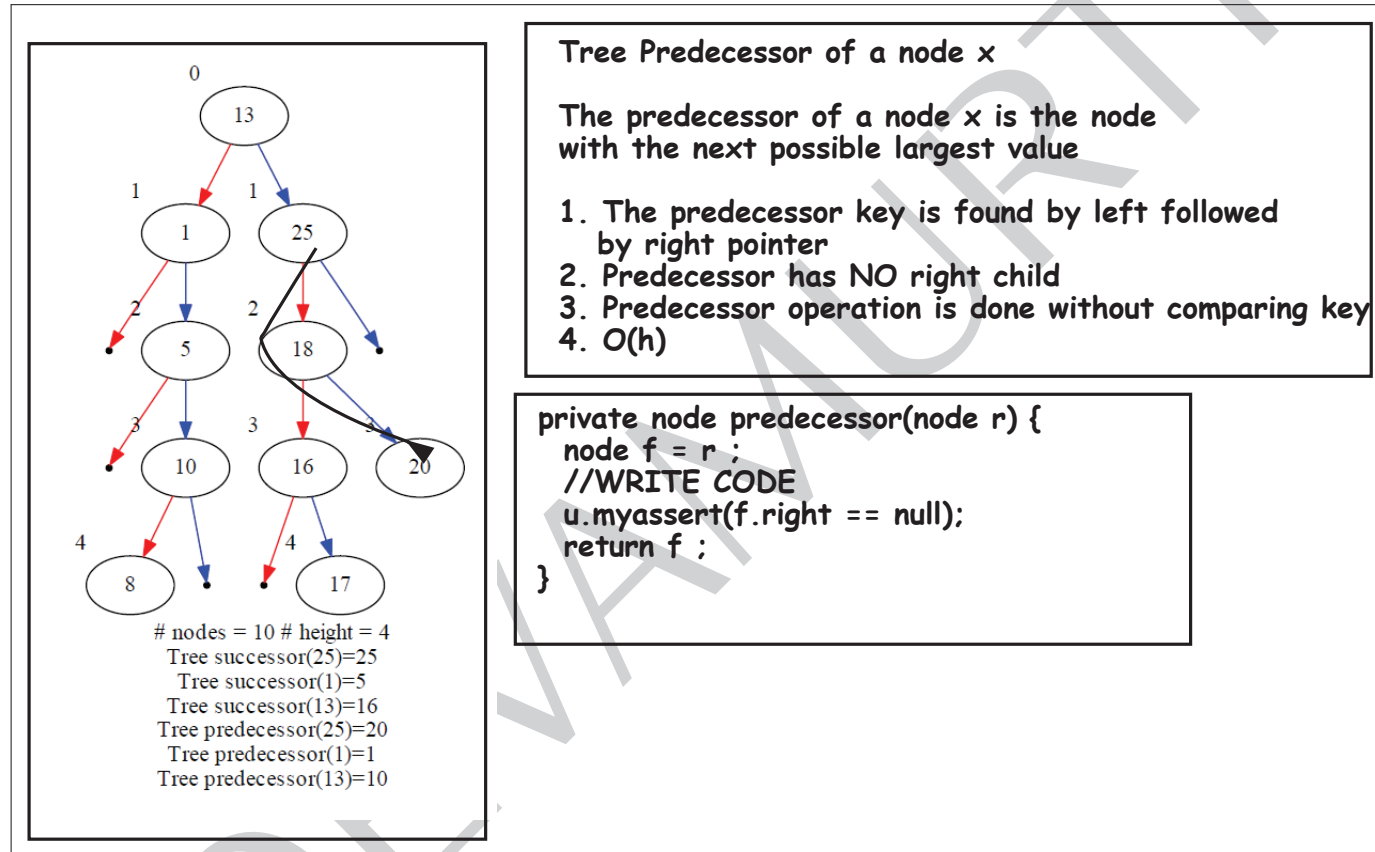 0
13
1
1
1
25
2
2
5
18
3
3
3
10
16
20
4
4
8
17
# nodes = 10 # height = 4
Tree successor(25)=25
Tree successor(1)=5
Tree successor(13)=16
Tree predecessor(25)=20
Tree predecessor(1)=1
Tree predecessor(13)=10
Tree Predecessor of a node x
The predecessor of a node x is the node
with the next possible largest value
1. The predecessor key is found by left followed
by right pointer
2. Predecessor has NO right child
3. Predecessor operation is done without comparing key
4. O(h)
private node predecessor(node r) {
node f = r ;
//WRITE CODE
u.myassert(f.right == null);
return f ;
}